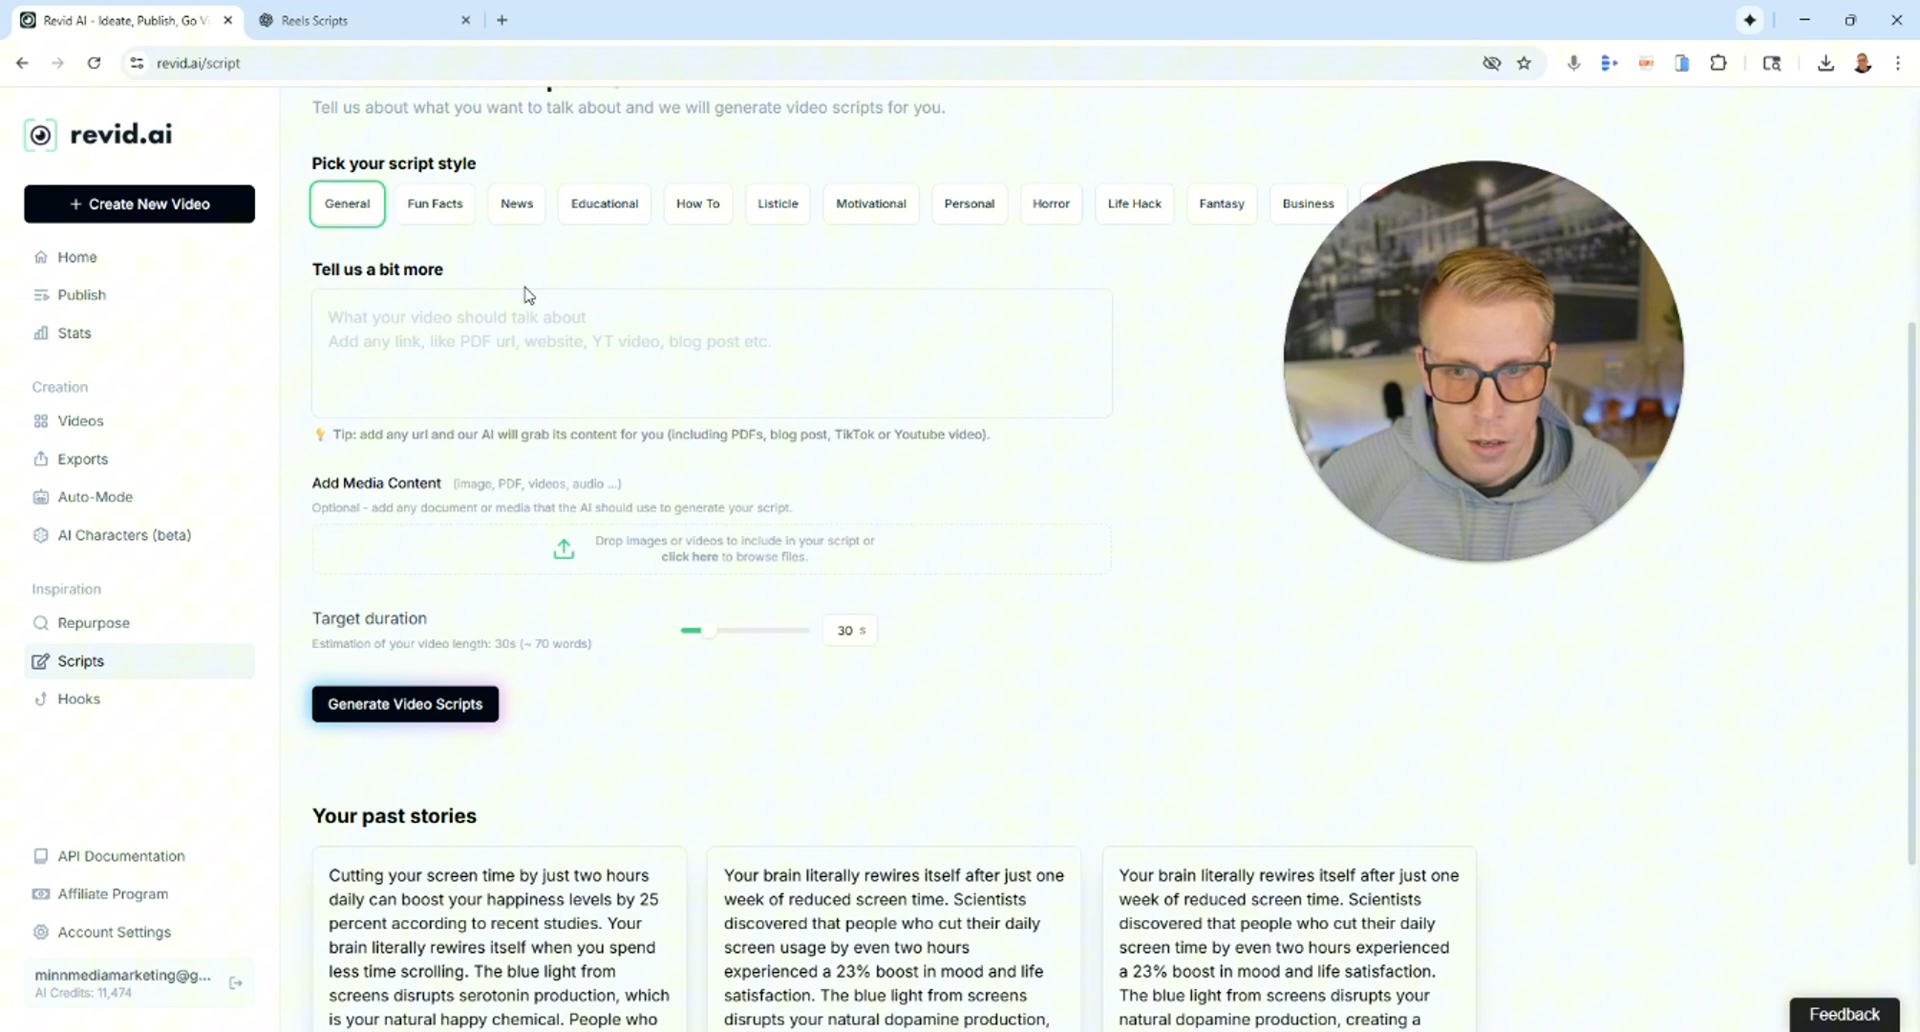 Revid AI - Ideate, Publish, Go V
Reels Scripts
revid.ai/script
revid.ai
Tell us about what you want to talk about and we will generate video scripts for you.
+ Create New Video
Pick your script style
General
Fun Facts
News
Educational
How To
Listicle
Motivational
Personal
Horror
Life Hack
Fantasy
Business
Home
Publish
Stats
Tell us a bit more
What your video should talk about
Add any link, like PDF url, website, YT video, blog post etc.
Creation
Videos
Exports
Auto-Mode
AI Characters (beta)
Tip: add any url and our AI will grab its content for you (including PDFs, blog post, TikTok or Youtube video).
Add Media Content (image, PDF, videos, audio ...)
Optional - add any document or media that the AI should use to generate your script.
Drop images or videos to include in your script or
click here to browse files.
Inspiration
Repurpose
Scripts
Hooks
Target duration
Estimation of your video length: 30s (~ 70 words)
30 s
Generate Video Scripts
Your past stories
Cutting your screen time by just two hours
daily can boost your happiness levels by 25
percent according to recent studies. Your
brain literally rewires itself when you spend
less time scrolling. The blue light from
screens disrupts serotonin production, which
is your natural happy chemical. People who
Your brain literally rewires itself after just one
week of reduced screen time. Scientists
discovered that people who cut their daily
screen usage by even two hours
experienced a 23% boost in mood and life
satisfaction. The blue light from screens
disrupts your natural dopamine production,
Your brain literally rewires itself after just one
week of reduced screen time. Scientists
discovered that people who cut their daily
screen time by even two hours experienced
a 23% boost in mood and life satisfaction.
The blue light from screens disrupts your
natural dopamine production, creating a
API Documentation
Affiliate Program
Account Settings
minnmediamarketing@g...
AI Credits: 11,474
Feedback